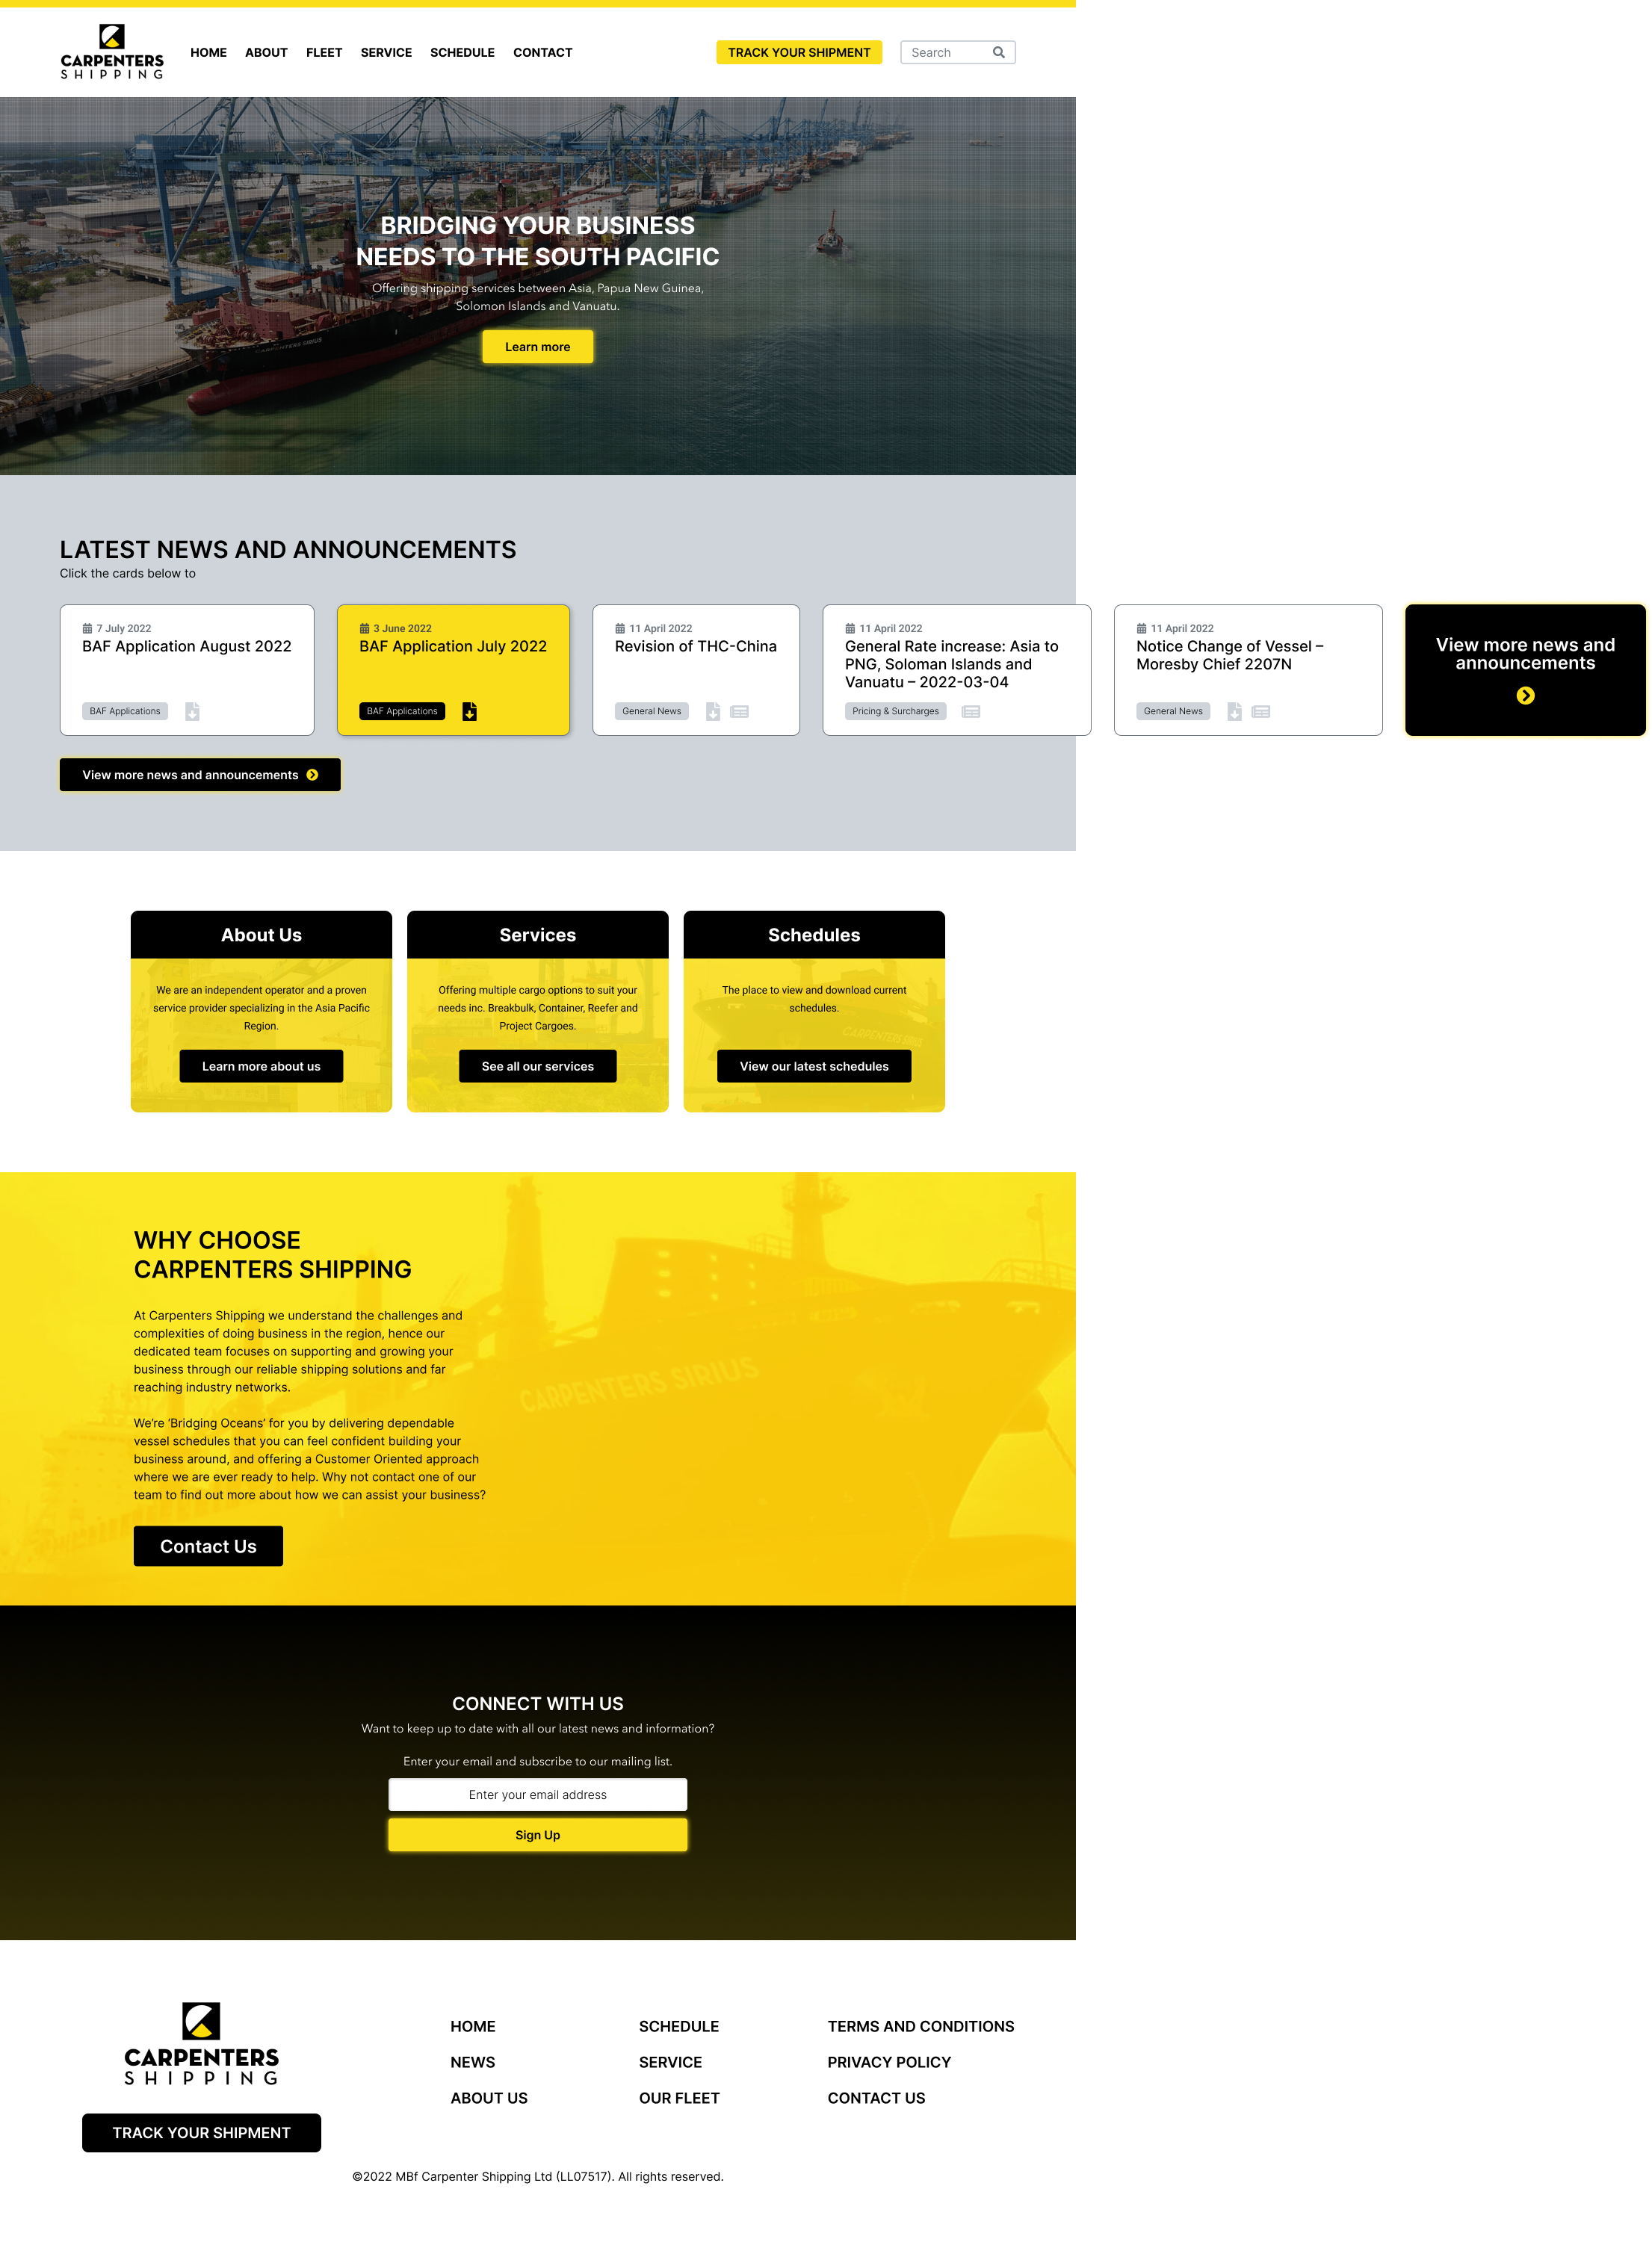 CARPENTERS
SHIPPING
HOME
ABOUT
FLEET
SERVICE
SCHEDULE
CONTACT
TRACK YOUR SHIPMENT
Search
BRIDGING YOUR BUSINESS
NEEDS TO THE SOUTH PACIFIC
Offering shipping services between Asia, Papua New Guinea,
Solomon Islands and Vanuatu.
CARPENTERS SIRIUS
Learn more
LATEST NEWS AND ANNOUNCEMENTS
Click the cards below to
7 July 2022
BAF Application August 2022
BAF Applications
3 June 2022
BAF Application July 2022
BAF Applications
11 April 2022
Revision of THC-China
General News
11 April 2022
General Rate increase: Asia to
PNG, Soloman Islands and
Vanuatu – 2022-03-04
Pricing & Surcharges
11 April 2022
Notice Change of Vessel –
Moresby Chief 2207N
General News
View more news and
announcements
View more news and announcements
About Us
We are an independent operator and a proven
service provider specializing in the Asia Pacific
Region.
Learn more about us
Services
Offering multiple cargo options to suit your
needs inc. Breakbulk, Container, Reefer and
Project Cargoes.
See all our services
Schedules
The place to view and download current
schedules.
CARPENTERS SIRIUS
View our latest schedules
WHY CHOOSE
CARPENTERS SHIPPING
At Carpenters Shipping we understand the challenges and
complexities of doing business in the region, hence our
dedicated team focuses on supporting and growing your
business through our reliable shipping solutions and far
reaching industry networks.
We’re ‘Bridging Oceans’ for you by delivering dependable
vessel schedules that you can feel confident building your
business around, and offering a Customer Oriented approach
where we are ever ready to help. Why not contact one of our
team to find out more about how we can assist your business?
CARPENTERS SIRIUS
Contact Us
CONNECT WITH US
Want to keep up to date with all our latest news and information?
Enter your email and subscribe to our mailing list.
Enter your email address
Sign Up
CARPENTERS
SHIPPING
TRACK YOUR SHIPMENT
HOME
NEWS
ABOUT US
SCHEDULE
SERVICE
OUR FLEET
TERMS AND CONDITIONS
PRIVACY POLICY
CONTACT US
©2022 MBf Carpenter Shipping Ltd (LL07517). All rights reserved.